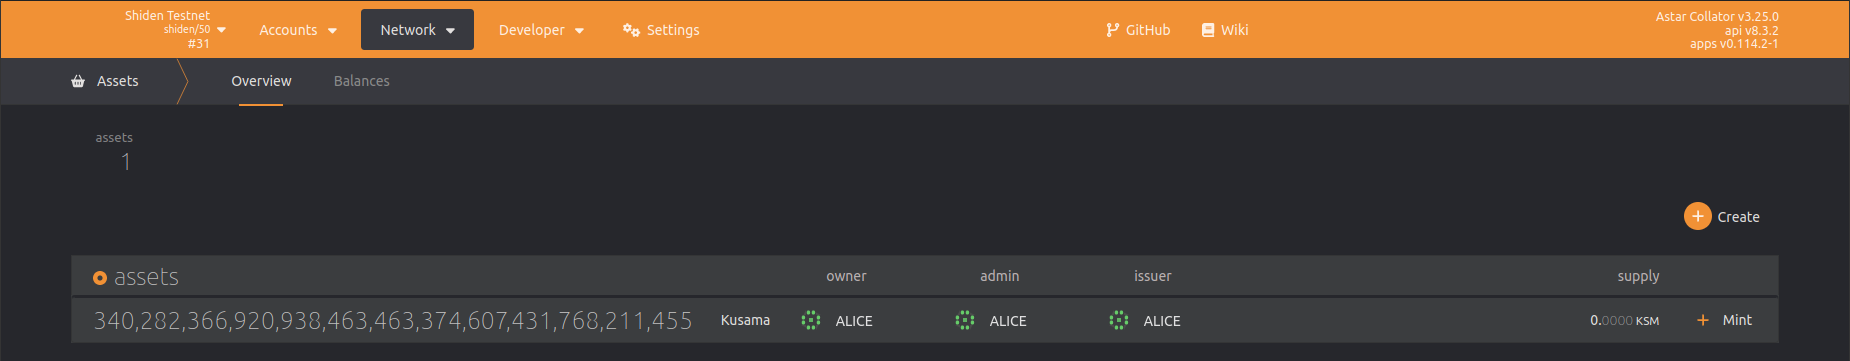 Shiden Testnet
shiden/50
#31
Accounts
Network
Developer
Settings
GitHub
Wiki
Astar Collator v3.25.0
api v8.3.2
apps v0.114.2-1
Assets
Overview
Balances
assets
1
Create
assets owner admin issuer supply
340,282,366,920,938,463,463,374,607,431,768,211,455 Kusama ALICE ALICE ALICE 0.0000 KSM Mint